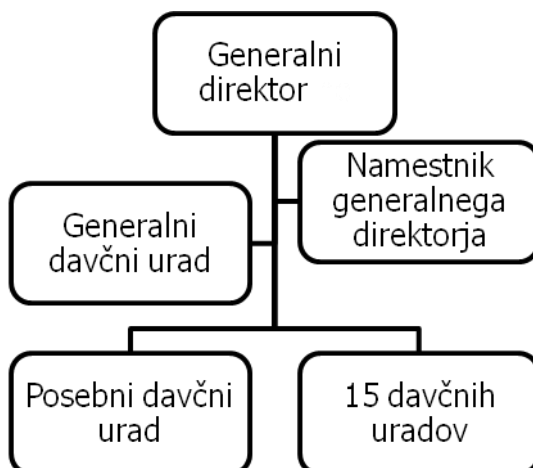 Generalni
direktor
Namestnik
generalnega
direktorja
Generalni
davčni urad
Posebni davčni
urad
15 davčnih
uradov